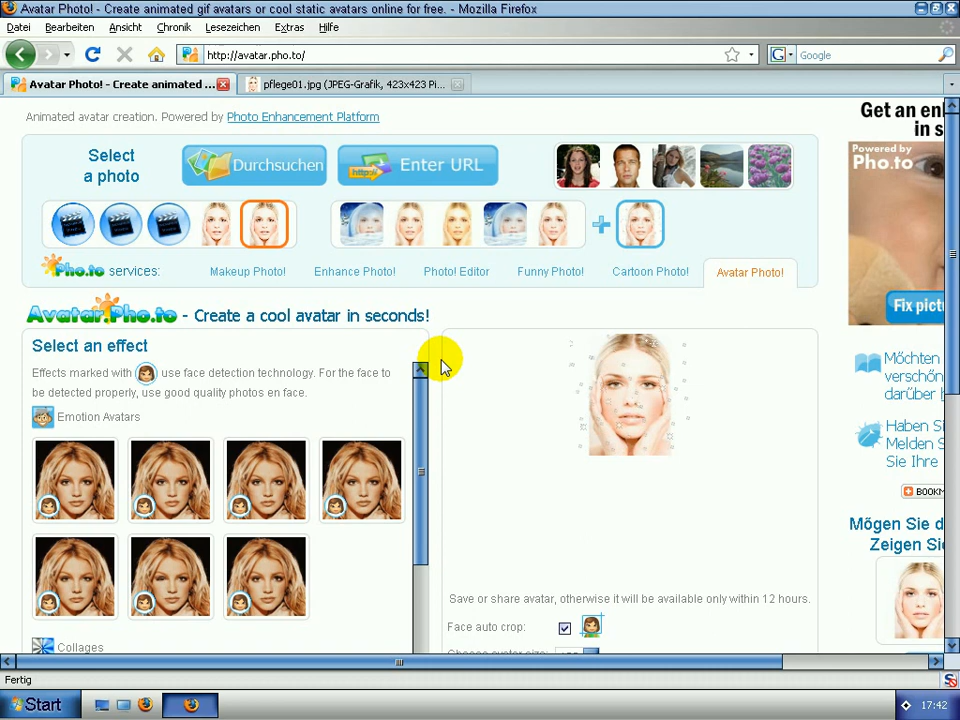 Avatar Photo! - Create animated gif avatars or cool static avatars online for free. - Mozilla Firefox
Datei Bearbeiten Ansicht Chronik Lesezeichen Extras Hilfe
http://avatar.pho.to/
Google
Avatar Photo! - Create animated ...
pflege01.jpg (JPEG-Grafik, 423x423 Pi...
Animated avatar creation. Powered by Photo Enhancement Platform
Get an en
in s
Select
a photo
Durchsuchen
http://
Enter URL
Powered by
Pho.to
Pho.to services:
Makeup Photo!
Enhance Photo!
Photo! Editor
Funny Photo!
Cartoon Photo!
Avatar Photo!
Fix pict
Avatar.Pho.to - Create a cool avatar in seconds!
Select an effect
Effects marked with use face detection technology. For the face to
be detected properly, use good quality photos en face.
Emotion Avatars
Collages
Save or share avatar, otherwise it will be available only within 12 hours.
Face auto crop:
Möchten
verschön
darüber
Haben Si
Melden S
Sie Ihre
BOOKM
Mögen Sie d
Zeigen Sie
Fertig
Start
17:42